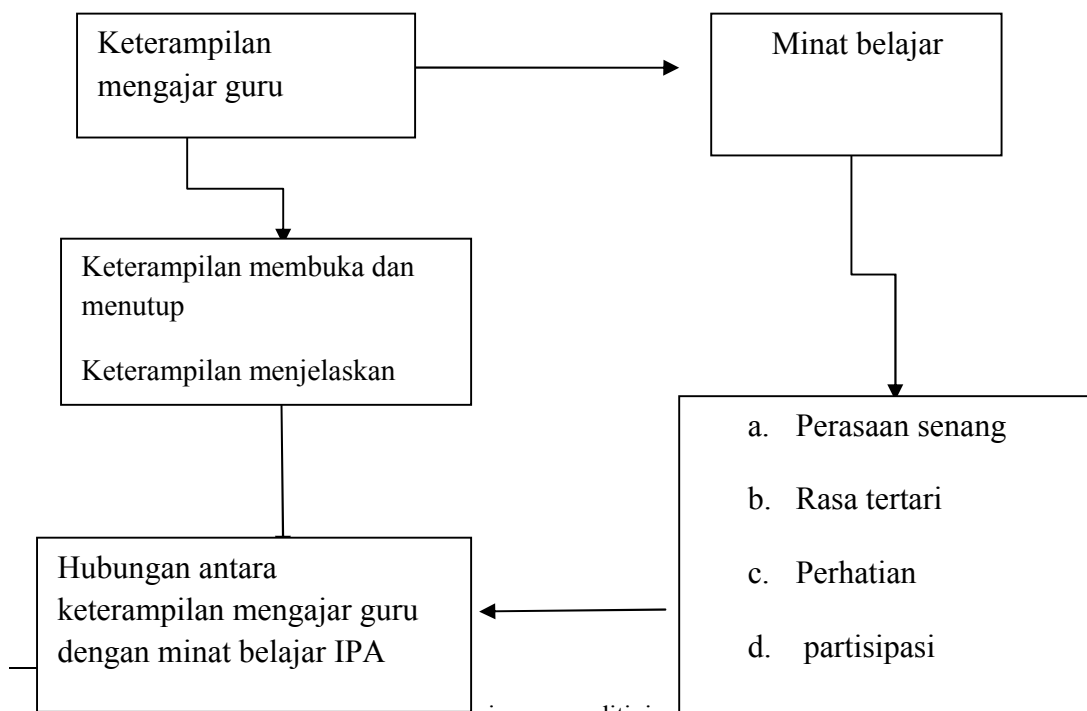 Keterampilan
mengajar guru
Minat belajar
Keterampilan membuka dan
menutup
Keterampilan menjelaskan
a. Perasaan senang
b. Rasa tertari
c. Perhatian
d. partisipasi
Hubungan antara
keterampilan mengajar guru
dengan minat belajar IPA